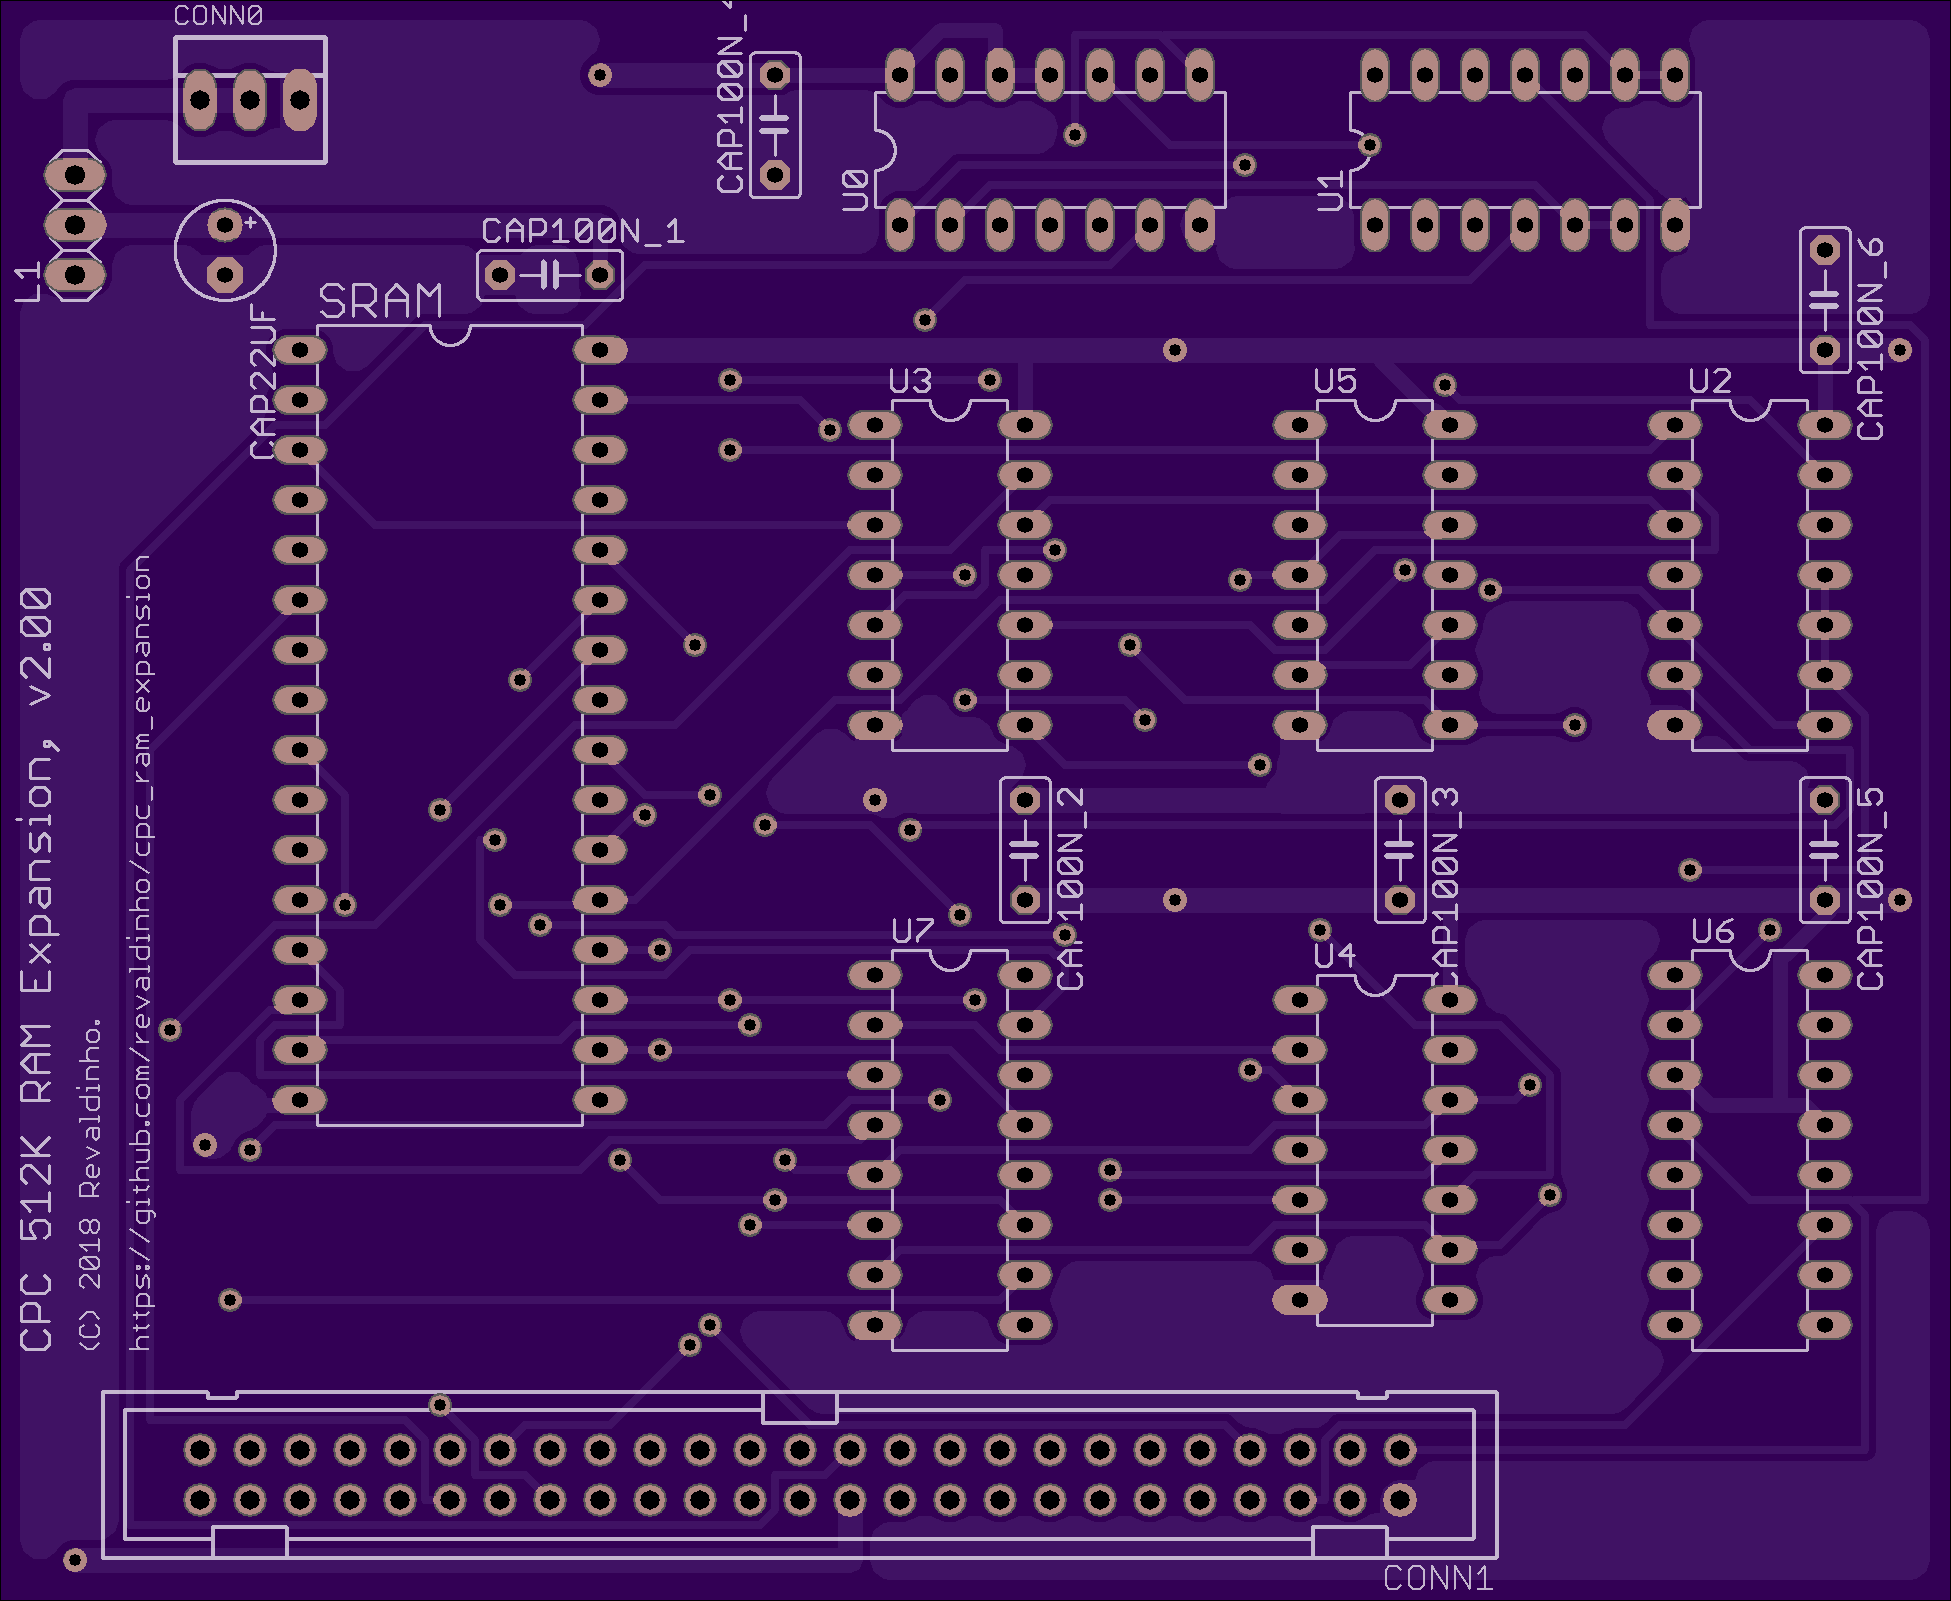 CONN0
CAP100N_4
U0
U1
L1
CAP100N_1
CAP100N_6
SRAM
CAP22UF
U3
U5
U2
CPC 512K RAM Expansion, v2.00
(C) 2018 Revaldinho.
https://github.com/revaldinho/cpc_ram_expansion
CAP100N_2
CAP100N_3
CAP100N_5
U7
U4
U6
CONN1